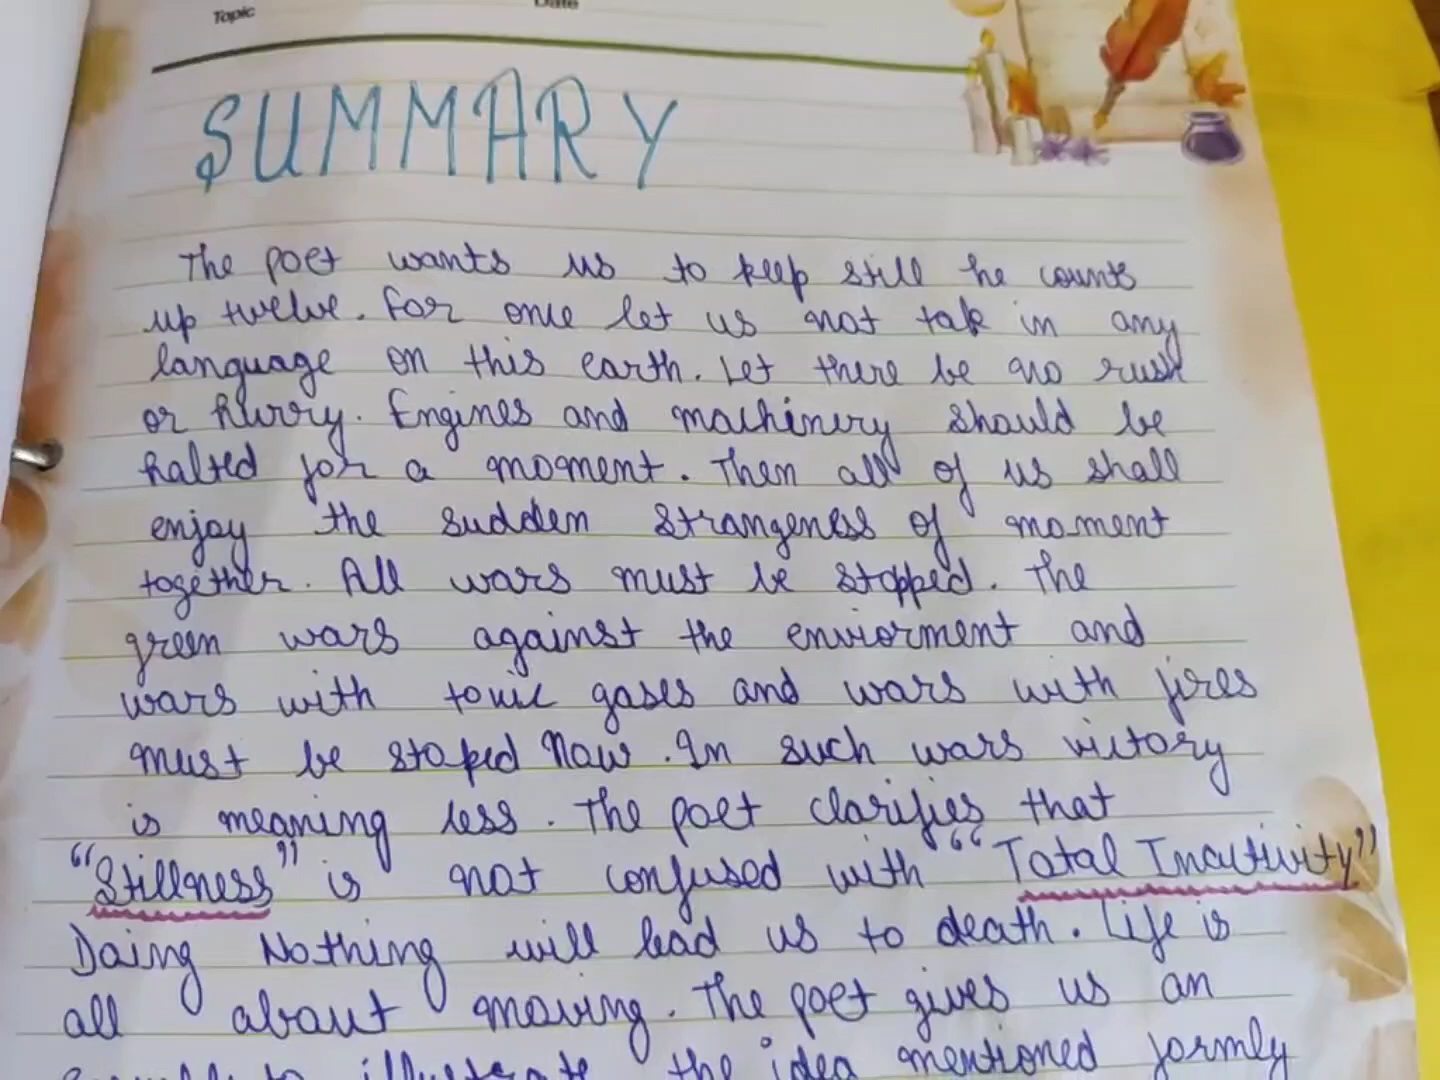 Topic
Date
SUMMARY
The poet wants us to keep still he counts
up twelve. For once let us not talk in any
language on this earth. Let there be no rush
or hurry. Engines and machinery should be
halted for a moment. Then all of us shall
enjoy the sudden strangeness of moment
together. All wars must be stopped. The
green wars against the enviorment and
wars with toxic gases and wars with fires
must be stoped Now. In such wars victory
is meaning less. The poet clarifies that
"Stillness" is not confused with "Total Inactivity"
Doing Nothing will lead us to death. Life is
all about moving. The poet gives us an
to illustrate the idea mentioned formly